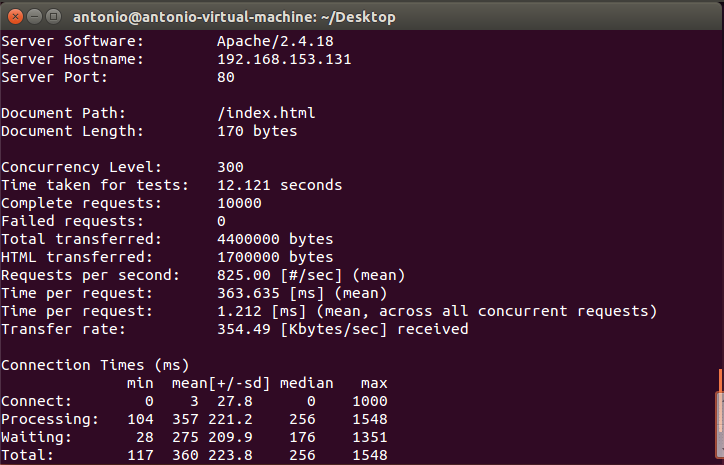 antonio@antonio-virtual-machine: ~/Desktop
Server Software:        Apache/2.4.18
Server Hostname:        192.168.153.131
Server Port:            80

Document Path:          /index.html
Document Length:        170 bytes

Concurrency Level:      300
Time taken for tests:   12.121 seconds
Complete requests:      10000
Failed requests:        0
Total transferred:      4400000 bytes
HTML transferred:       1700000 bytes
Requests per second:    825.00 [#/sec] (mean)
Time per request:       363.635 [ms] (mean)
Time per request:       1.212 [ms] (mean, across all concurrent requests)
Transfer rate:          354.49 [Kbytes/sec] received

Connection Times (ms)
              min  mean[+/-sd] median   max
Connect:        0    3  27.8      0    1000
Processing:   104  357 221.2    256    1548
Waiting:       28  275 209.9    176    1351
Total:        117  360 223.8    256    1548